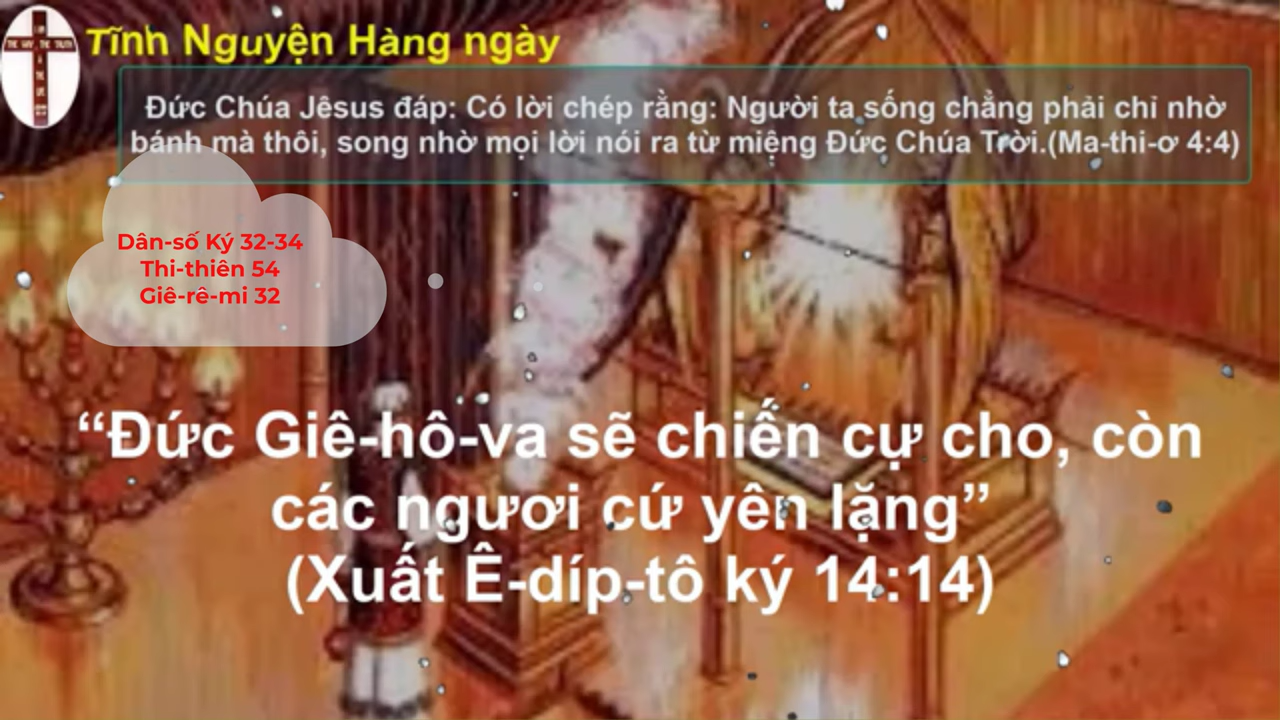 Tĩnh Nguyện Hàng ngày
Đức Chúa Jêsus đáp: Có lời chép rằng: Người ta sống chẳng phải chỉ nhờ
bánh mà thôi, song nhờ mọi lời nói ra từ miệng Đức Chúa Trời.(Ma-thi-ơ 4:4)
Dân-số Ký 32-34
Thi-thiên 54
Giê-rê-mi 32
“Đức Giê-hô-va sẽ chiến cự cho, còn
các ngươi cứ yên lặng”
(Xuất Ê-díp-tô ký 14:14)